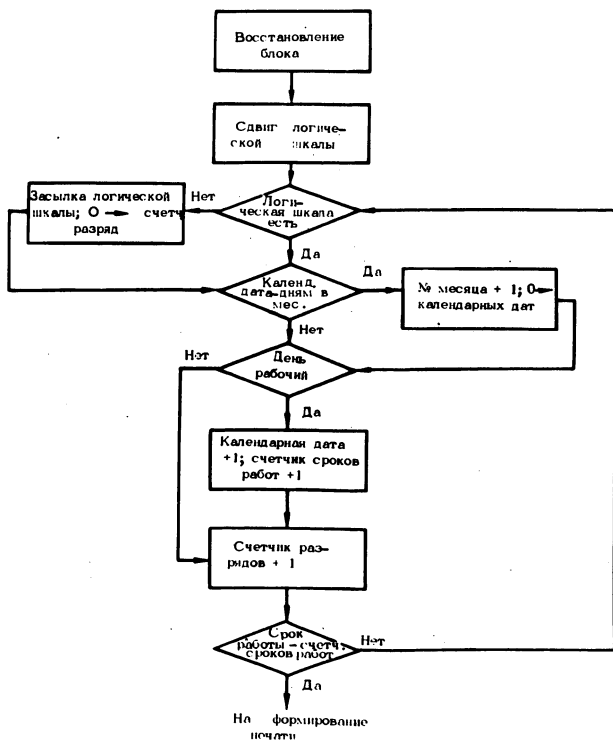 Восстановление
блока
Сдвиг логиче-
ской шкалы
Засылка логической
шкалы; О → счетч.
разряд
Нет
Логи-
ческая шкала
есть
Да
Календ.
дата-дням в
мес.
Да
№ месяца + 1; 0→
календарных дат
Нет
Нет
День
рабочий
Да
Календарная дата
+1; счетчик сроков
работ +1
Счетчик раз-
рядов + 1
Срок
работы – счетч.
сроков работ
Нет
Да
На формирование
печати